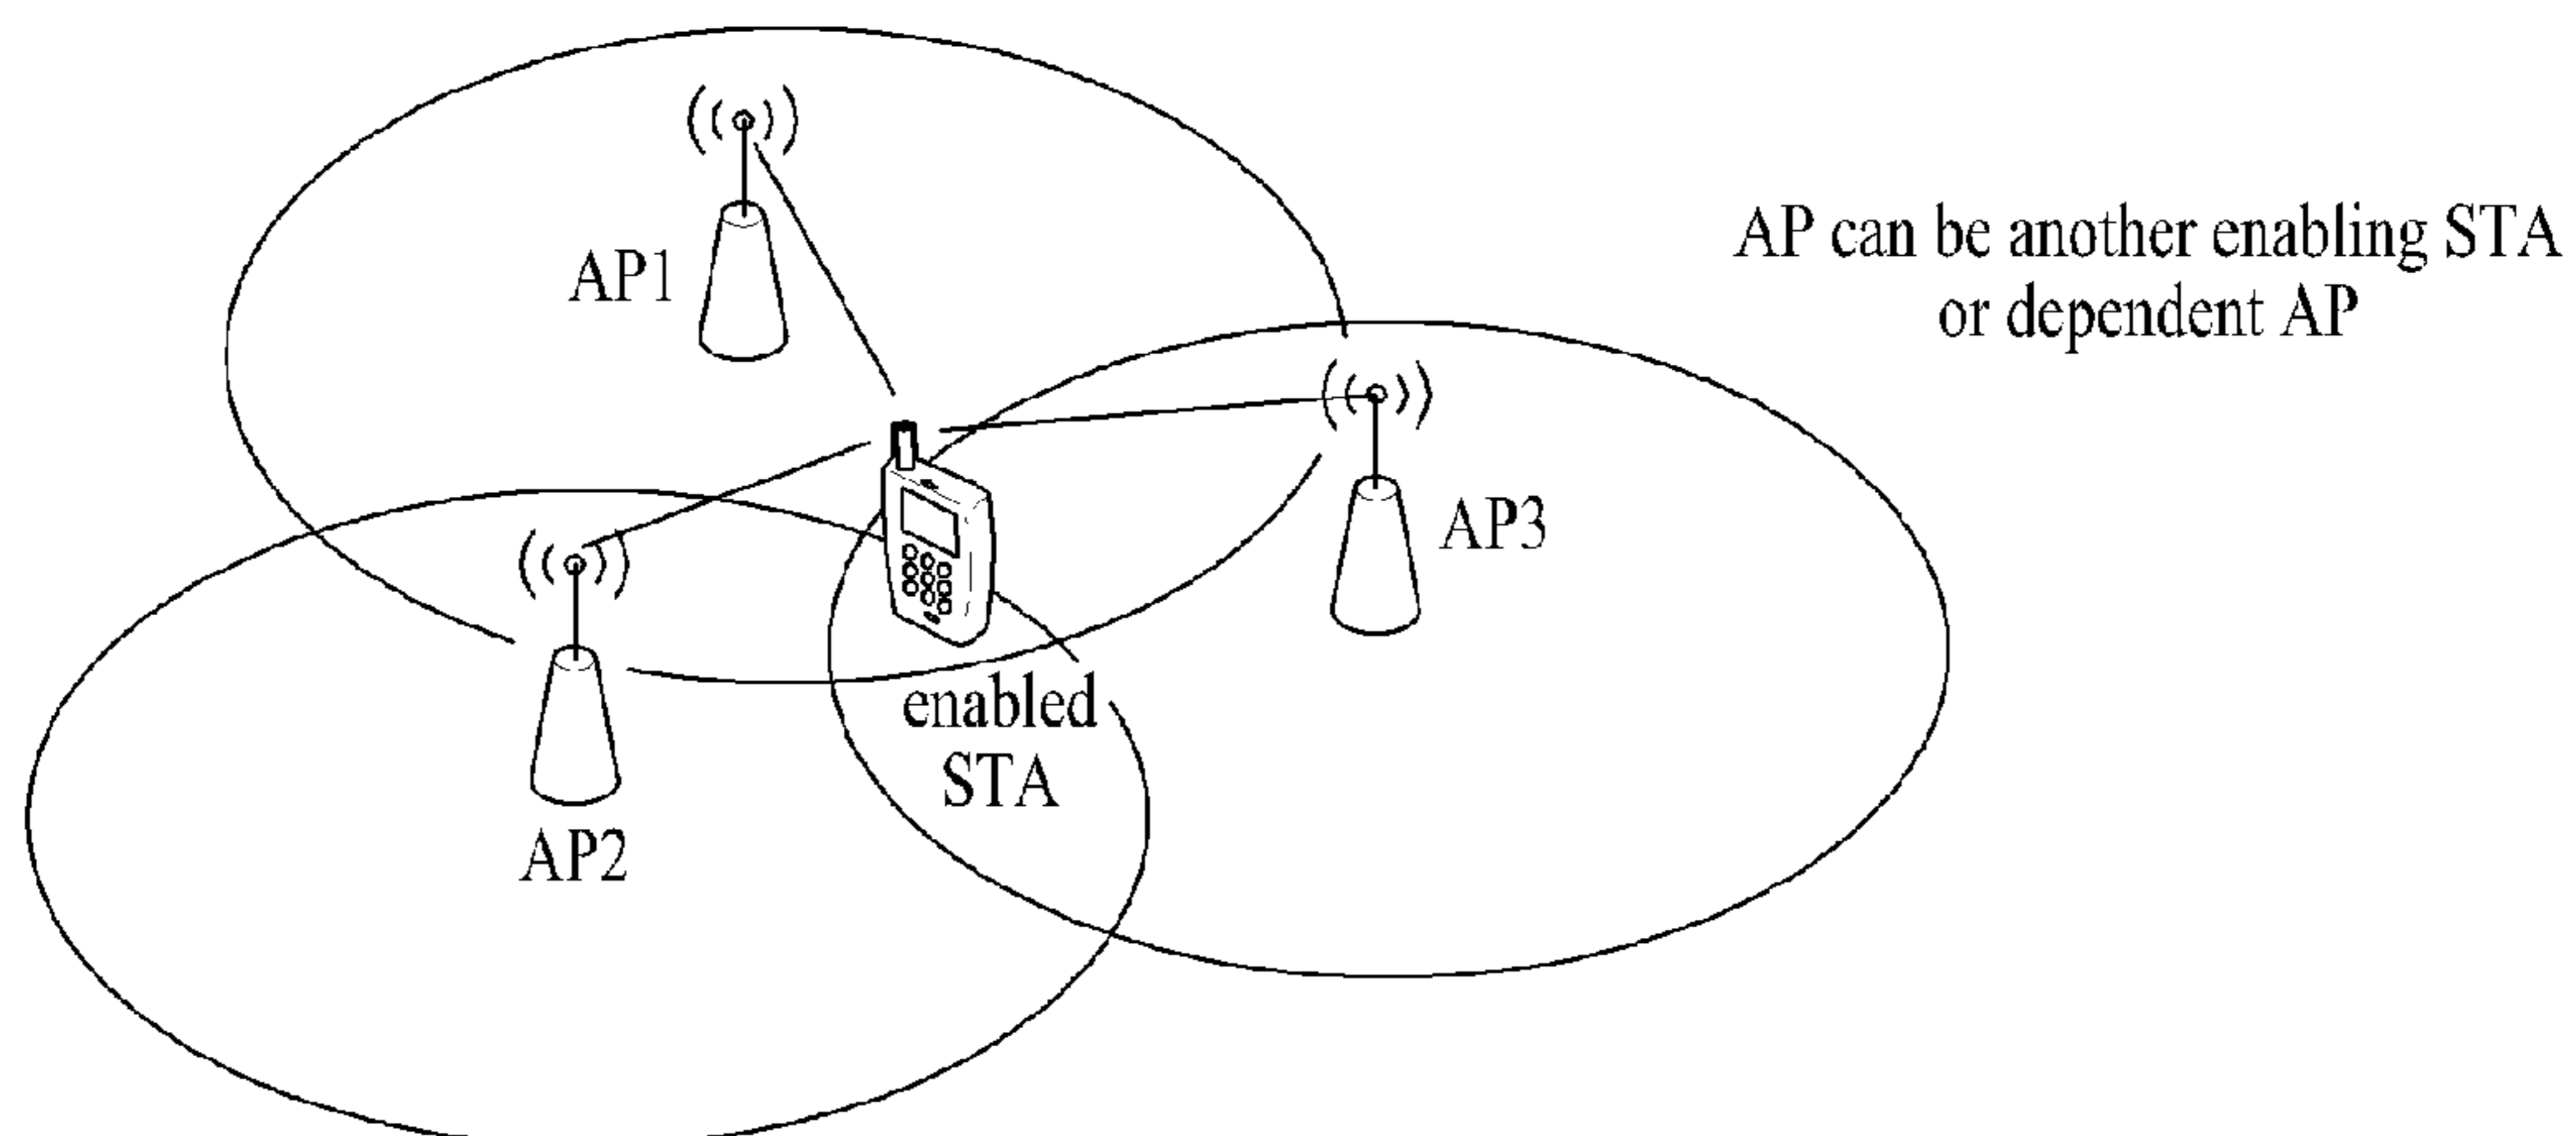 AP1
AP can be another enabling STA
or dependent AP
AP3
enabled
STA
AP2